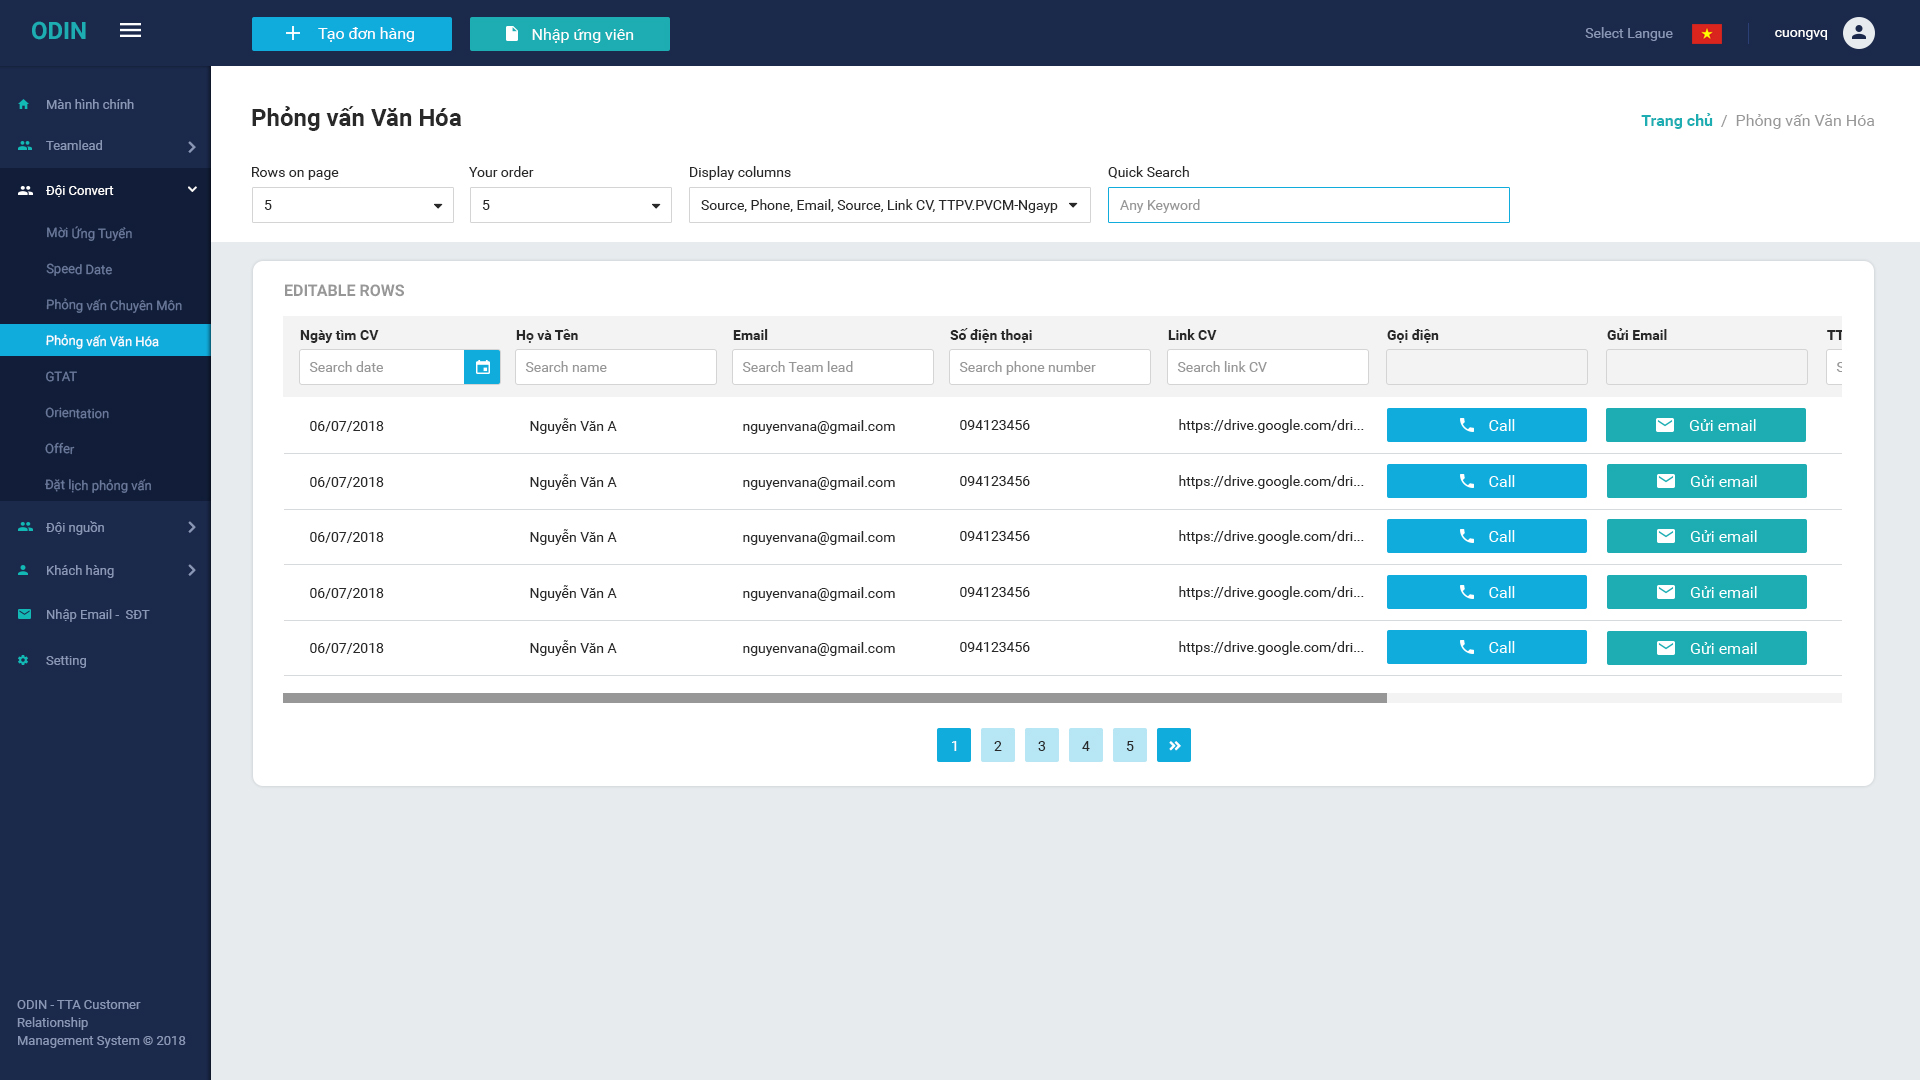 ODIN
Tạo đơn hàng
Nhập ứng viên
Select Langue
cuongvq
Màn hình chính
Teamlead
Đội Convert
Mời Ứng Tuyển
Speed Date
Phỏng vấn Chuyên Môn
Phỏng vấn Văn Hóa
GTAT
Orientation
Offer
Đặt lịch phỏng vấn
Đội nguồn
Khách hàng
Nhập Email - SĐT
Setting
ODIN - TTA Customer
Relationship
Management System © 2018
Phỏng vấn Văn Hóa
Trang chủ / Phỏng vấn Văn Hóa
Rows on page
Your order
Display columns
Quick Search
5
5
Source, Phone, Email, Source, Link CV, TTPV.PVCM-Ngayp
Any Keyword
EDITABLE ROWS
Ngày tìm CV
Họ và Tên
Email
Số điện thoại
Link CV
Gọi điện
Gửi Email
TT
Search date
Search name
Search Team lead
Search phone number
Search link CV
S
06/07/2018 Nguyễn Văn A nguyenvana@gmail.com 094123456 https://drive.google.com/dri... Call Gửi email
06/07/2018 Nguyễn Văn A nguyenvana@gmail.com 094123456 https://drive.google.com/dri... Call Gửi email
06/07/2018 Nguyễn Văn A nguyenvana@gmail.com 094123456 https://drive.google.com/dri... Call Gửi email
06/07/2018 Nguyễn Văn A nguyenvana@gmail.com 094123456 https://drive.google.com/dri... Call Gửi email
06/07/2018 Nguyễn Văn A nguyenvana@gmail.com 094123456 https://drive.google.com/dri... Call Gửi email
1 2 3 4 5 »